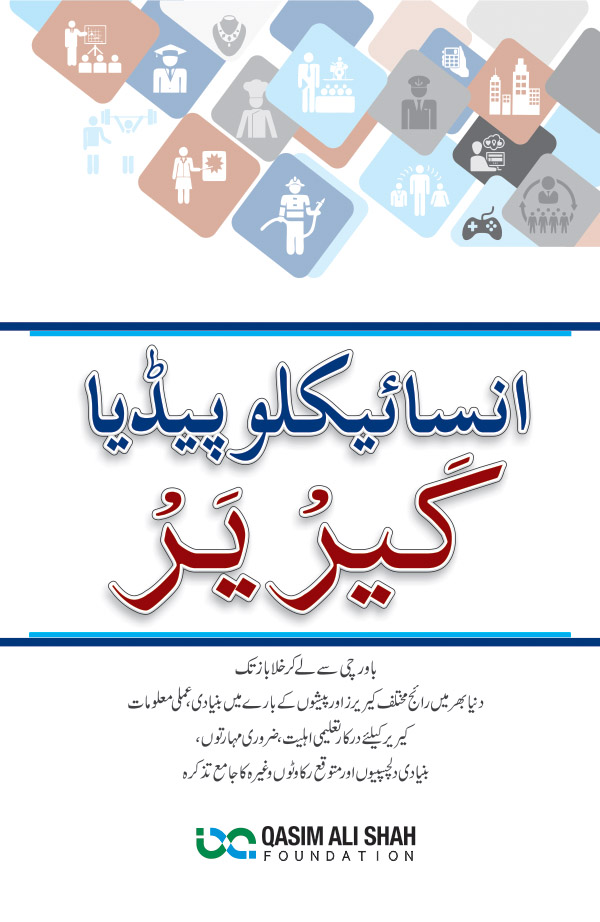 انسائیکلو پیڈیا
کَیرُیَرُ
باورچی سے لے کر خلا باز تک
دنیا بھر میں رائج مختلف کیریرز اور پیشوں کے بارے میں بنیادی، عملی معلومات
کیریر کیلئے درکار تعلیمی اہلیت، ضروری مہارتوں،
بنیادی دلچسپیوں اور متوقع رکاوٹوں وغیرہ کا جامع تذکرہ
QASIM ALI SHAH
FOUNDATION